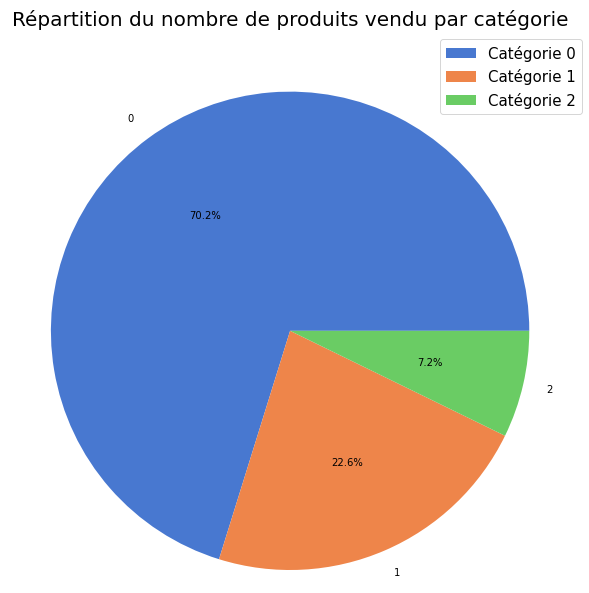 Répartition du nombre de produits vendu par catégorie
Catégorie 0
Catégorie 1
Catégorie 2
0
70.2%
7.2%
2
22.6%
1